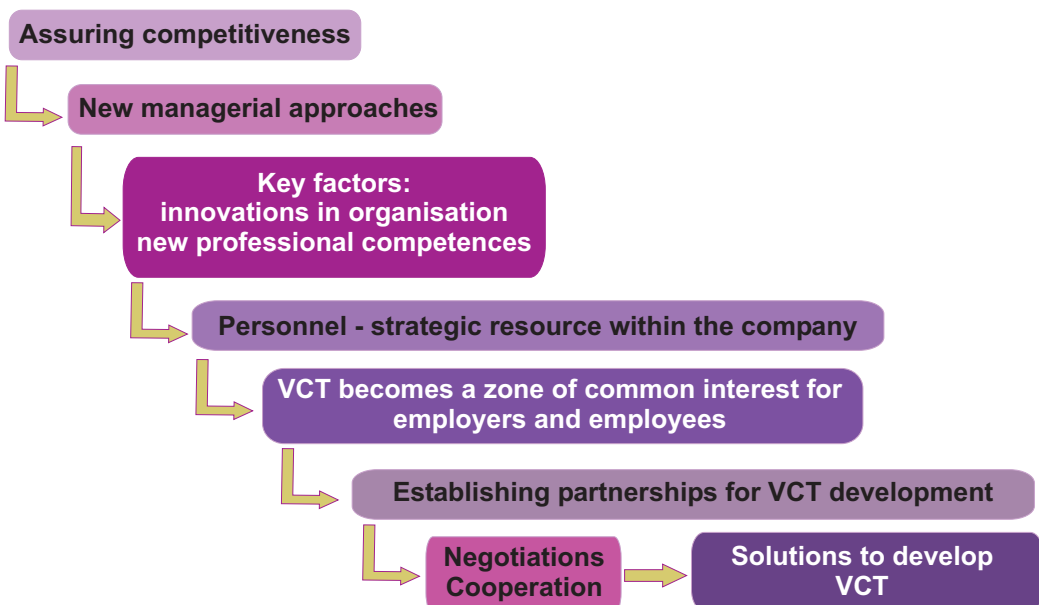 Assuring competitiveness
New managerial approaches
Key factors:
innovations in organisation
new professional competences
Personnel - strategic resource within the company
VCT becomes a zone of common interest for
employers and employees
Establishing partnerships for VCT development
Negotiations
Cooperation
Solutions to develop
VCT